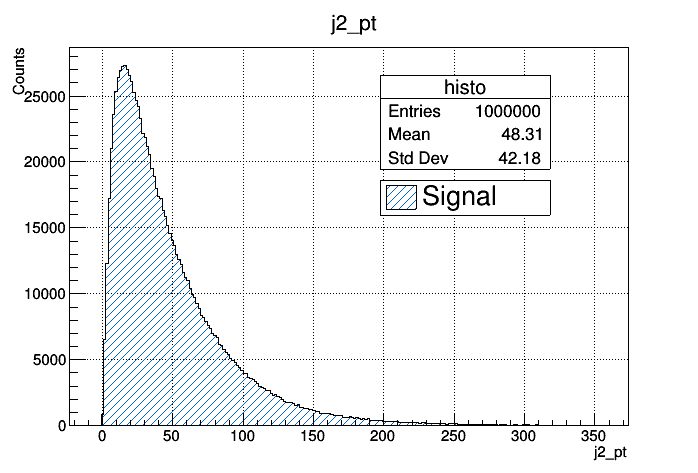 j2_pt
Counts
histo
Entries 1000000
Mean 48.31
Std Dev 42.18
Signal
25000
20000
15000
10000
5000
0
0 50 100 150 200 250 300 350
j2_pt